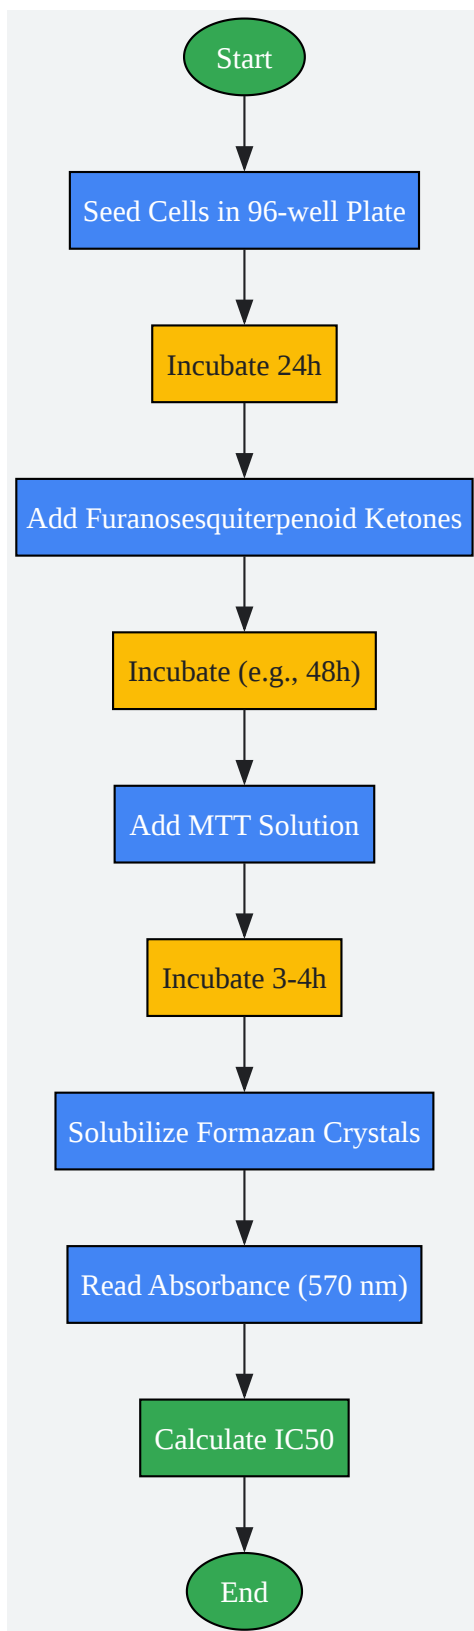 Start
Seed Cells in 96-well Plate
Incubate 24h
Add Furanosesquiterpenoid Ketones
Incubate (e.g., 48h)
Add MTT Solution
Incubate 3-4h
Solubilize Formazan Crystals
Read Absorbance (570 nm)
Calculate IC50
End